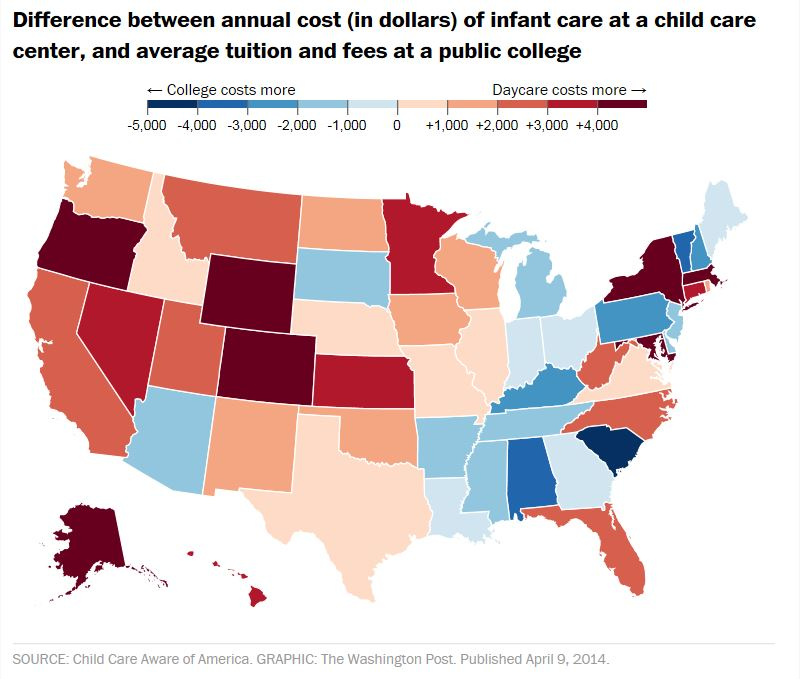 Difference between annual cost (in dollars) of infant care at a child care
center, and average tuition and fees at a public college
← College costs more Daycare costs more →
-5,000 -4,000 -3,000 -2,000 -1,000 0 +1,000 +2,000 +3,000 +4,000
SOURCE: Child Care Aware of America. GRAPHIC: The Washington Post. Published April 9, 2014.